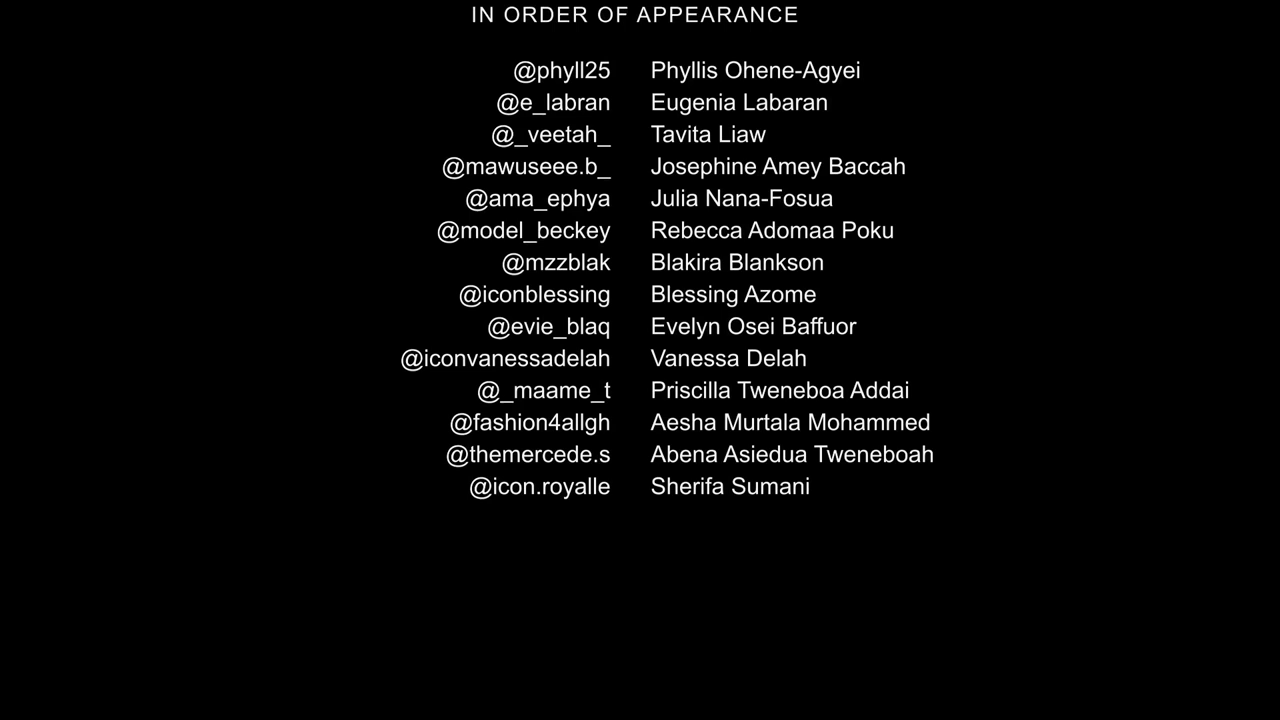 IN ORDER OF APPEARANCE
@phyll25 Phyllis Ohene-Agyei
@e_labran Eugenia Labaran
@_veetah_ Tavita Liaw
@mawuseee.b_ Josephine Amey Baccah
@ama_ephya Julia Nana-Fosua
@model_beckey Rebecca Adomaa Poku
@mzzblak Blakira Blankson
@iconblessing Blessing Azome
@evie_blaq Evelyn Osei Baffuor
@iconvanessadelah Vanessa Delah
@_maame_t Priscilla Tweneboa Addai
@fashion4allgh Aesha Murtala Mohammed
@themercede.s Abena Asiedua Tweneboah
@icon.royalle Sherifa Sumani